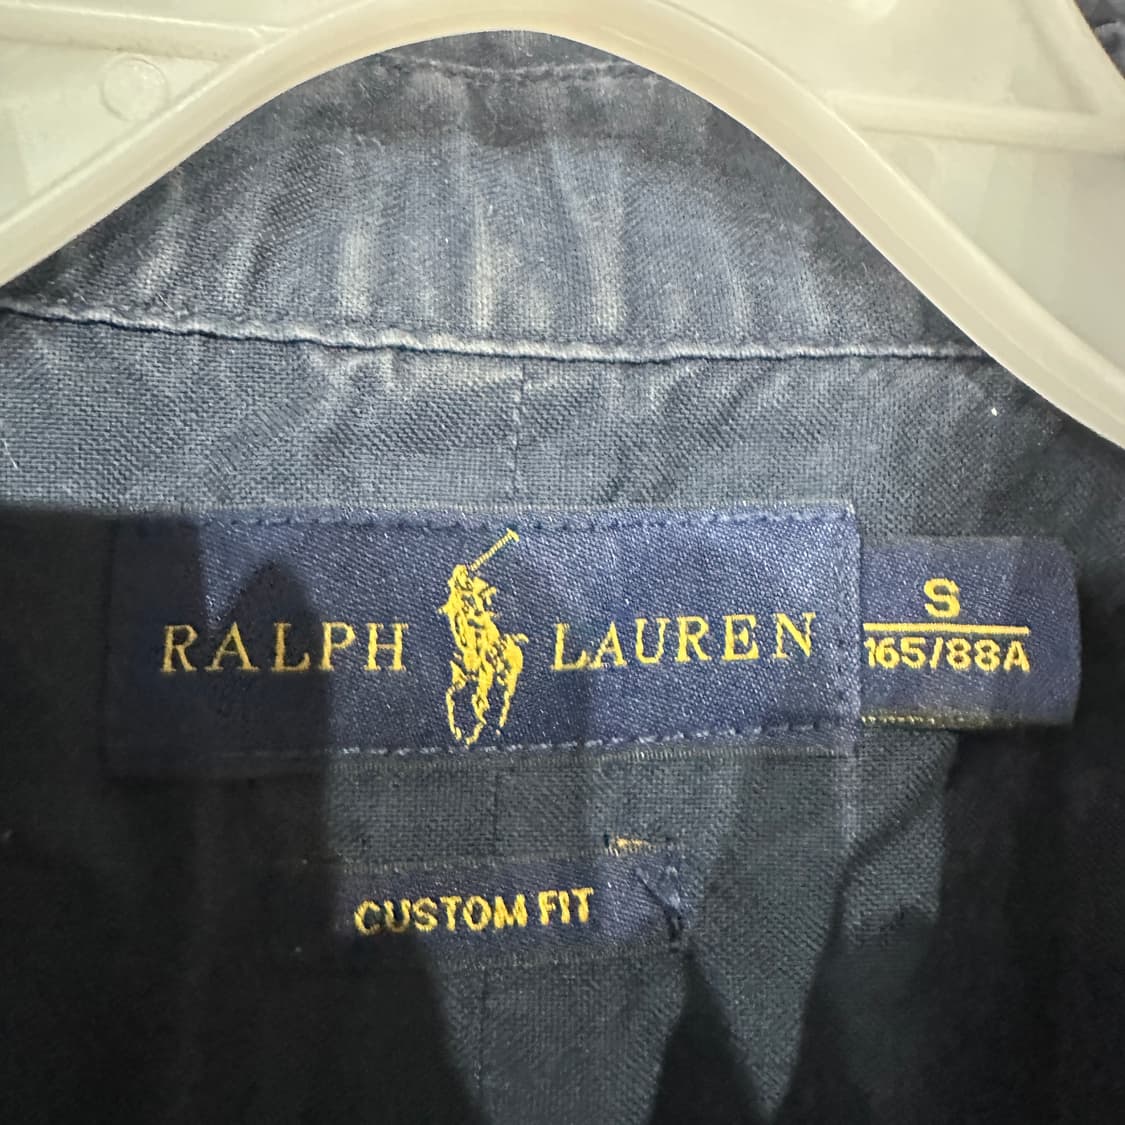 RALPH LAUREN
S
165/88A
CUSTOM FIT